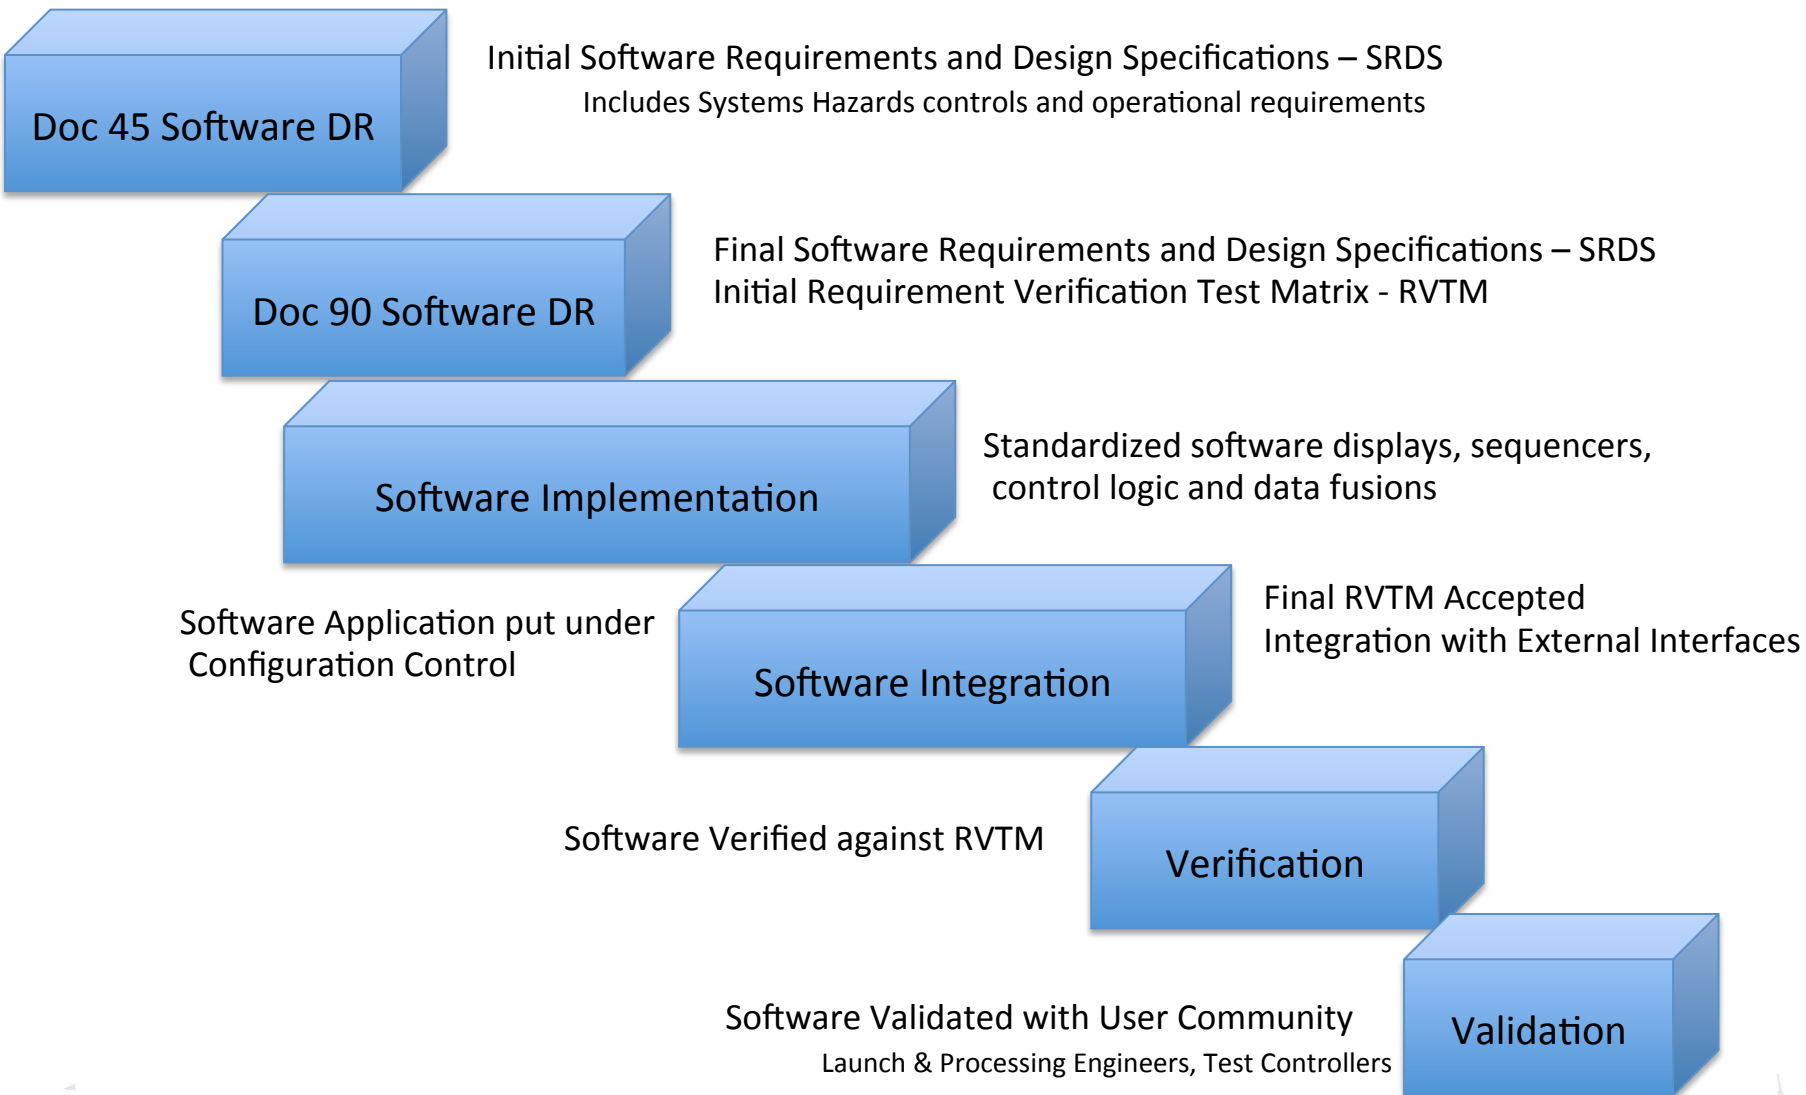 Initial Software Requirements and Design Specifications – SRDS
Includes Systems Hazards controls and operational requirements
Doc 45 Software DR
Final Software Requirements and Design Specifications – SRDS
Initial Requirement Verification Test Matrix - RVTM
Doc 90 Software DR
Standardized software displays, sequencers,
control logic and data fusions
Software Implementation
Software Application put under
Configuration Control
Final RVTM Accepted
Integration with External Interfaces
Software Integration
Software Verified against RVTM
Verification
Software Validated with User Community
Launch & Processing Engineers, Test Controllers
Validation